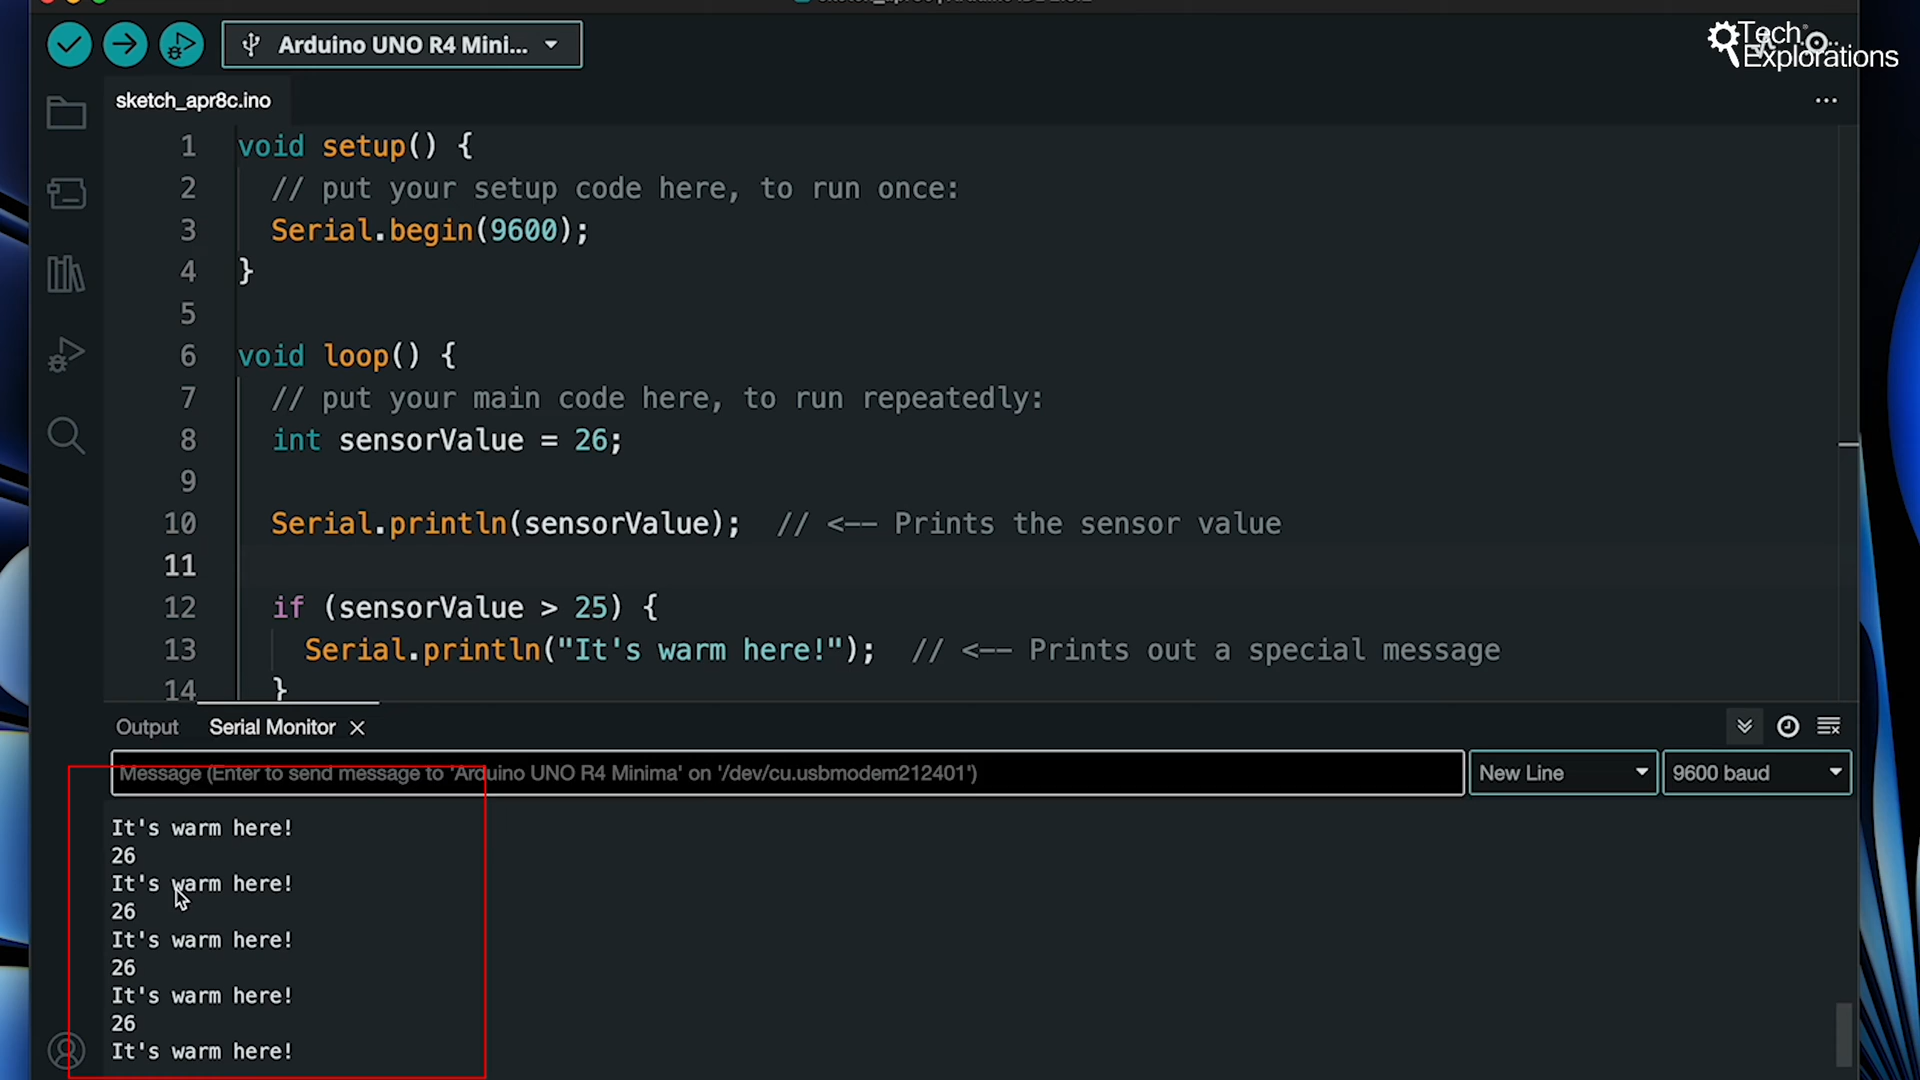 Arduino UNO R4 Mini...
Tech
Explorations
sketch_apr8c.ino
1 void setup() {
2 // put your setup code here, to run once:
3 Serial.begin(9600);
4 }
5
6 void loop() {
7 // put your main code here, to run repeatedly:
8 int sensorValue = 26;
9
10 Serial.println(sensorValue); // <-- Prints the sensor value
11
12 if (sensorValue > 25) {
13 Serial.println("It's warm here!"); // <-- Prints out a special message
14 }
Output Serial Monitor
Message (Enter to send message to 'Arduino UNO R4 Minima' on '/dev/cu.usbmodem212401') New Line 9600 baud
It's warm here!
26
It's warm here!
26
It's warm here!
26
It's warm here!
26
It's warm here!